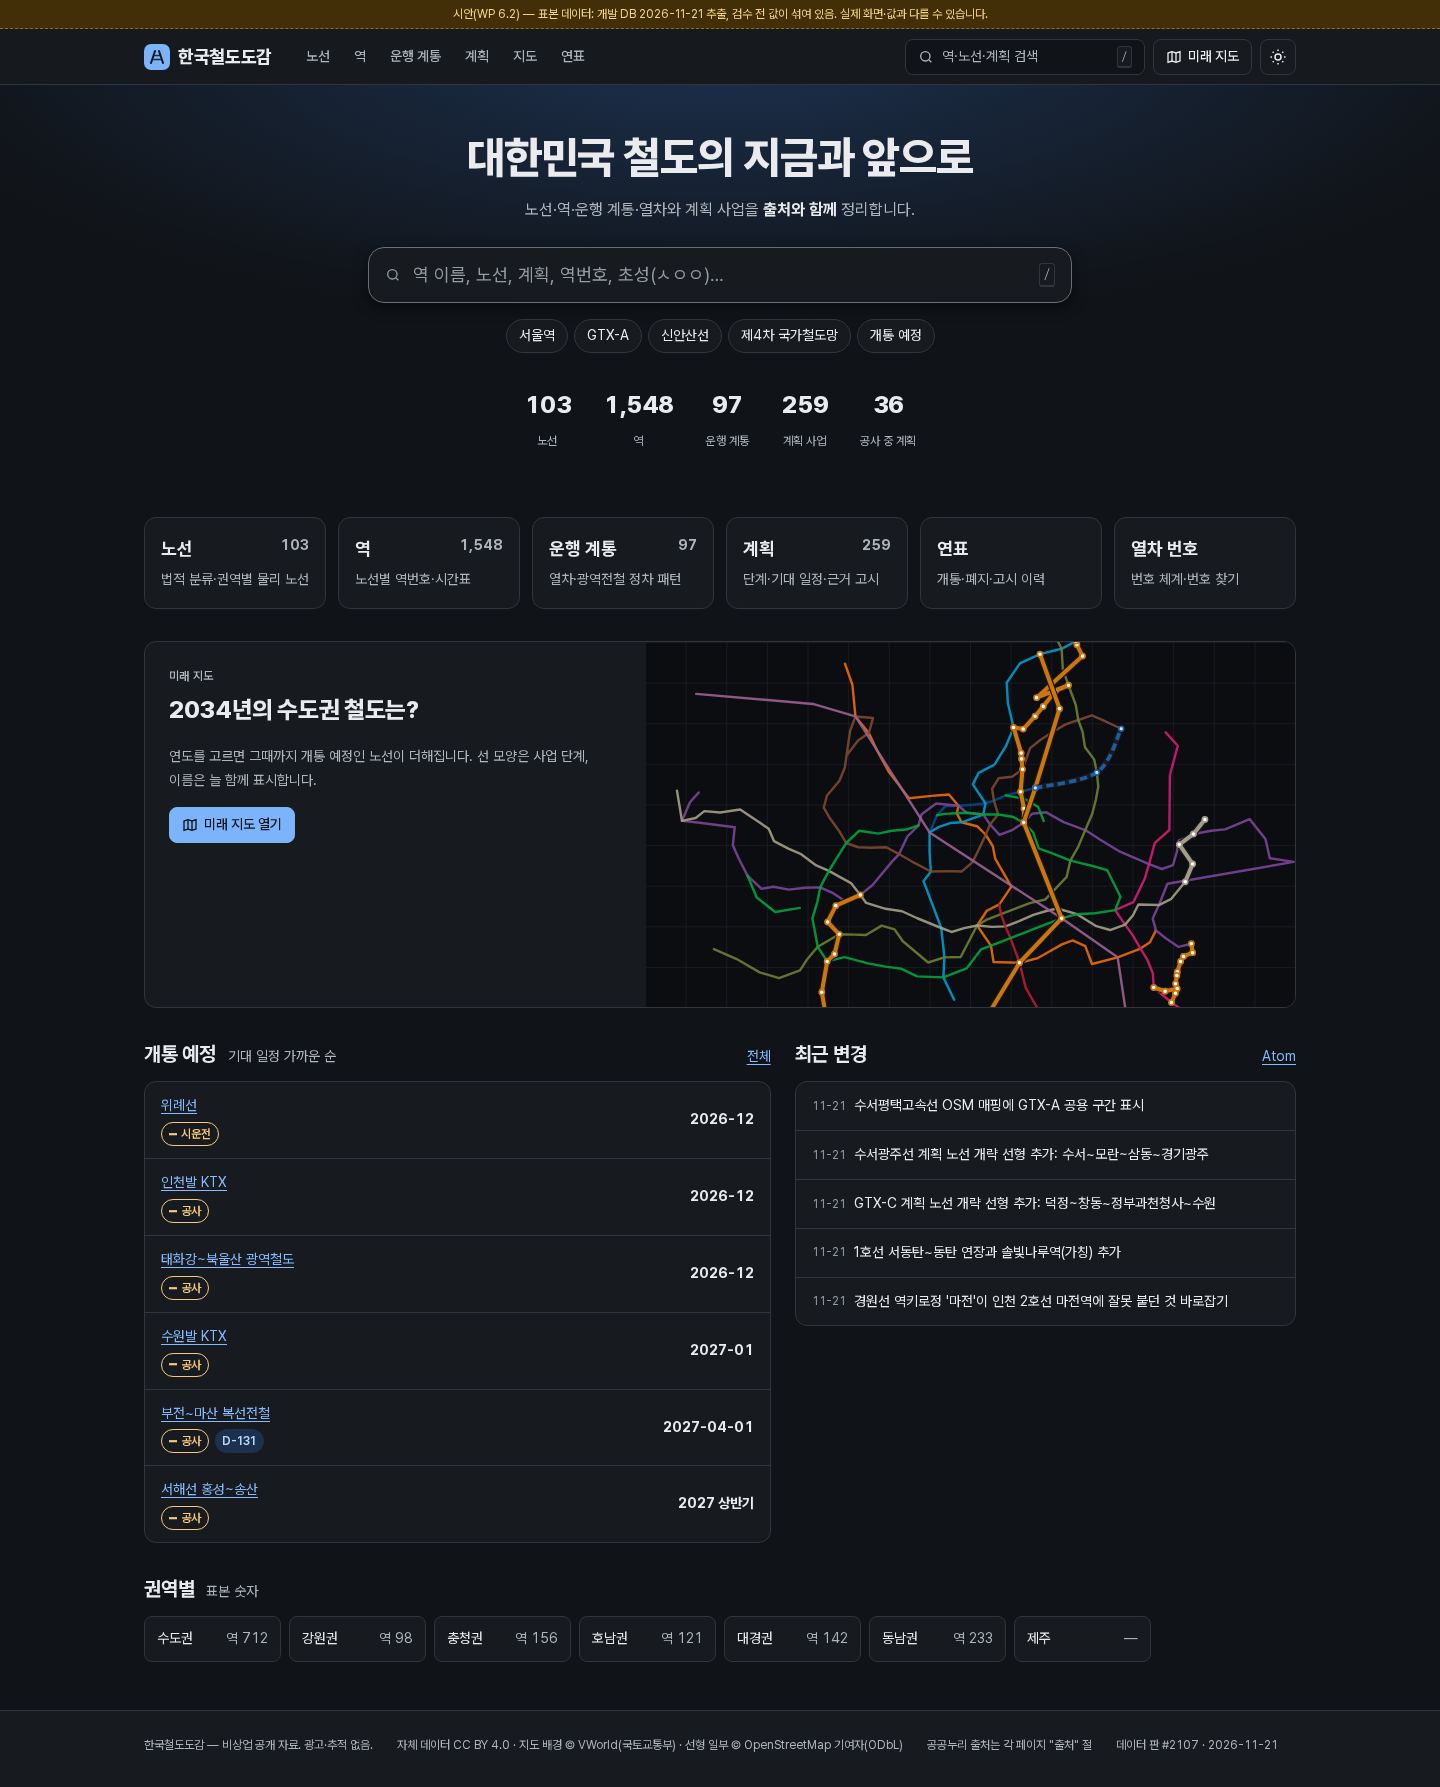 시안(WP 6.2) — 표본 데이터: 개발 DB 2026-11-21 추출, 검수 전 값이 섞여 있음. 실제 화면·값과 다를 수 있습니다.
한국철도도감
노선 역 운행 계통 계획 지도 연표
역·노선·계획 검색 /
미래 지도
대한민국 철도의 지금과 앞으로
노선·역·운행 계통·열차와 계획 사업을 출처와 함께 정리합니다.
역 이름, 노선, 계획, 역번호, 초성(ㅅㅇㅇ)… /
서울역 GTX-A 신안산선 제4차 국가철도망 개통 예정
103 1,548 97 259 36
노선 역 운행 계통 계획 사업 공사 중 계획
노선 103
법적 분류·권역별 물리 노선
역 1,548
노선별 역번호·시간표
운행 계통 97
열차·광역전철 정차 패턴
계획 259
단계·기대 일정·근거 고시
연표
개통·폐지·고시 이력
열차 번호
번호 체계·번호 찾기
미래 지도
2034년의 수도권 철도는?
연도를 고르면 그때까지 개통 예정인 노선이 더해집니다. 선 모양은 사업 단계,
이름은 늘 함께 표시합니다.
미래 지도 열기
개통 예정 기대 일정 가까운 순 전체
위례선
시운전
2026-12
인천발 KTX
공사
2026-12
태화강~북울산 광역철도
공사
2026-12
수원발 KTX
공사
2027-01
부전~마산 복선전철
공사 D-131
2027-04-01
서해선 홍성~송산
공사
2027 상반기
최근 변경 Atom
11-21 수서평택고속선 OSM 매핑에 GTX-A 공용 구간 표시
11-21 수서광주선 계획 노선 개략 선형 추가: 수서~모란~삼동~경기광주
11-21 GTX-C 계획 노선 개략 선형 추가: 덕정~창동~정부과천청사~수원
11-21 1호선 서동탄~동탄 연장과 솔빛나루역(가칭) 추가
11-21 경원선 역키로정 '마전'이 인천 2호선 마전역에 잘못 붙던 것 바로잡기
권역별 표본 숫자
수도권 역 712
강원권 역 98
충청권 역 156
호남권 역 121
대경권 역 142
동남권 역 233
제주 —
한국철도도감 — 비상업 공개 자료. 광고·추적 없음. 자체 데이터 CC BY 4.0 · 지도 배경 © VWorld(국토교통부) · 선형 일부 © OpenStreetMap 기여자(ODbL) 공공누리 출처는 각 페이지 "출처" 절 데이터 판 #2107 · 2026-11-21